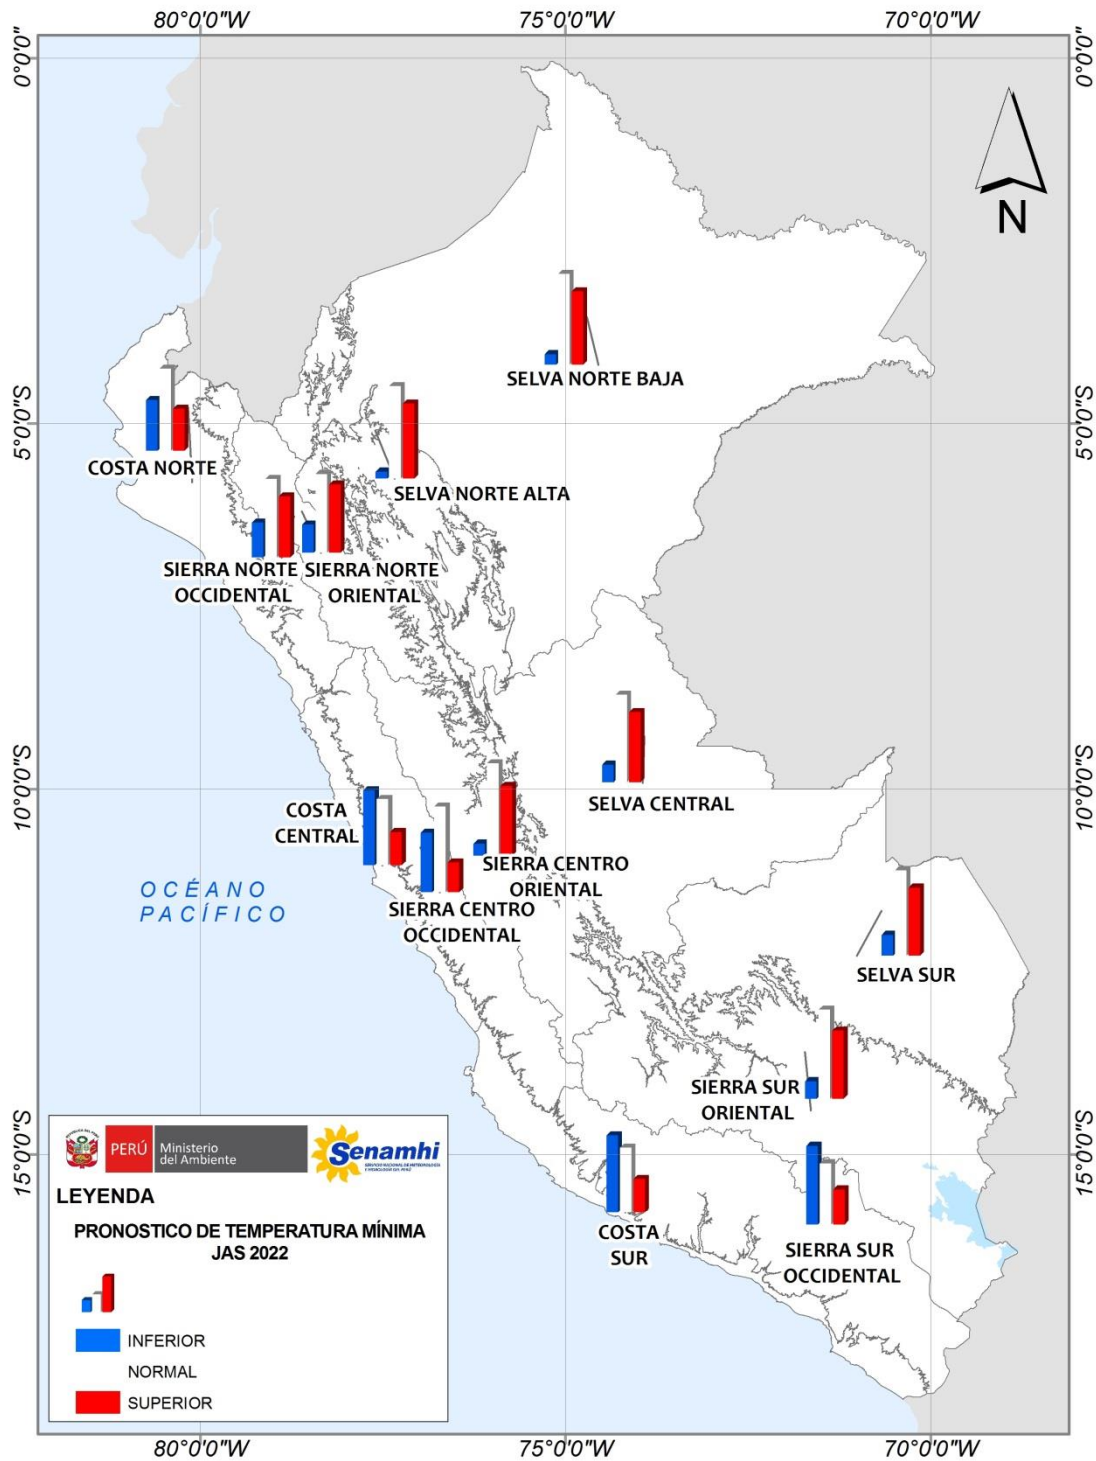 80°0'0"W
75°0'0"W
70°0'0"W
0°0'0"
0°0'0"
N
SELVA NORTE BAJA
5°0'0"S
5°0'0"S
COSTA NORTE
SELVA NORTE ALTA
SIERRA NORTE
OCCIDENTAL
SIERRA NORTE
ORIENTAL
10°0'0"S
10°0'0"S
SELVA CENTRAL
COSTA
CENTRAL
SIERRA CENTRO
ORIENTAL
OCÉANO
PACÍFICO
SIERRA CENTRO
OCCIDENTAL
SELVA SUR
SIERRA SUR
ORIENTAL
15°0'0"S
15°0'0"S
COSTA
SUR
SIERRA SUR
OCCIDENTAL
PERÚ
Ministerio
del Ambiente
Senamhi
LEYENDA
PRONOSTICO DE TEMPERATURA MÍNIMA
JAS 2022
INFERIOR
NORMAL
SUPERIOR
80°0'0"W
75°0'0"W
70°0'0"W